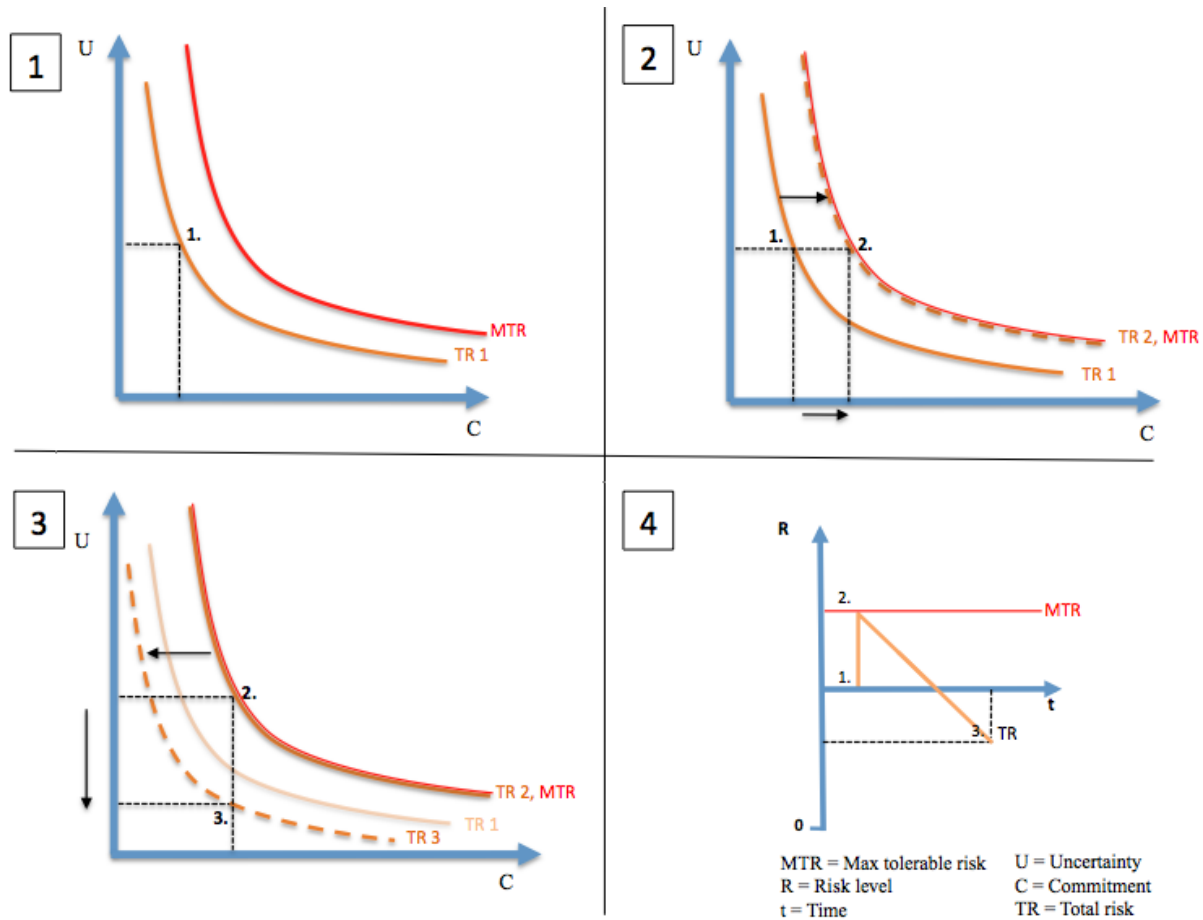 1
U
1.
MTR
TR 1
C
2
U
1.
2.
TR 2, MTR
TR 1
C
3
U
2.
TR 2, MTR
TR 1
3.
TR 3
C
4
R
2.
MTR
1.
t
3.
TR
0
MTR = Max tolerable risk
U = Uncertainty
R = Risk level
C = Commitment
t = Time
TR = Total risk